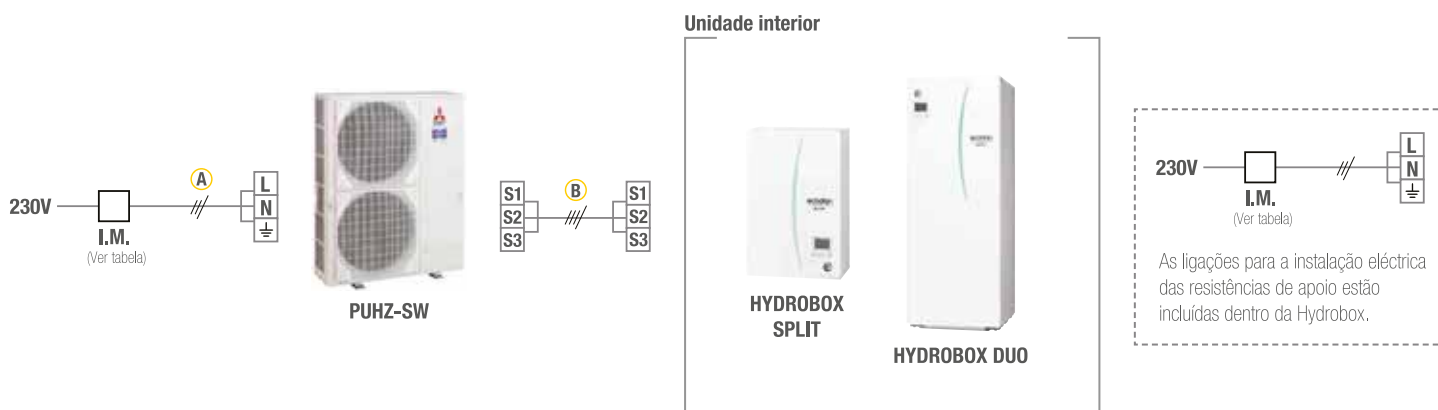 Unidade interior
230V
I.M.
(Ver tabela)
A
L
N
PUHZ-SW
S1
S2
S3
B
S1
S2
S3
HYDROBOX
SPLIT
HYDROBOX DUO
230V
I.M.
(Ver tabela)
L
N
As ligações para a instalação eléctrica
das resistências de apoio estão
incluídas dentro da Hydrobox.